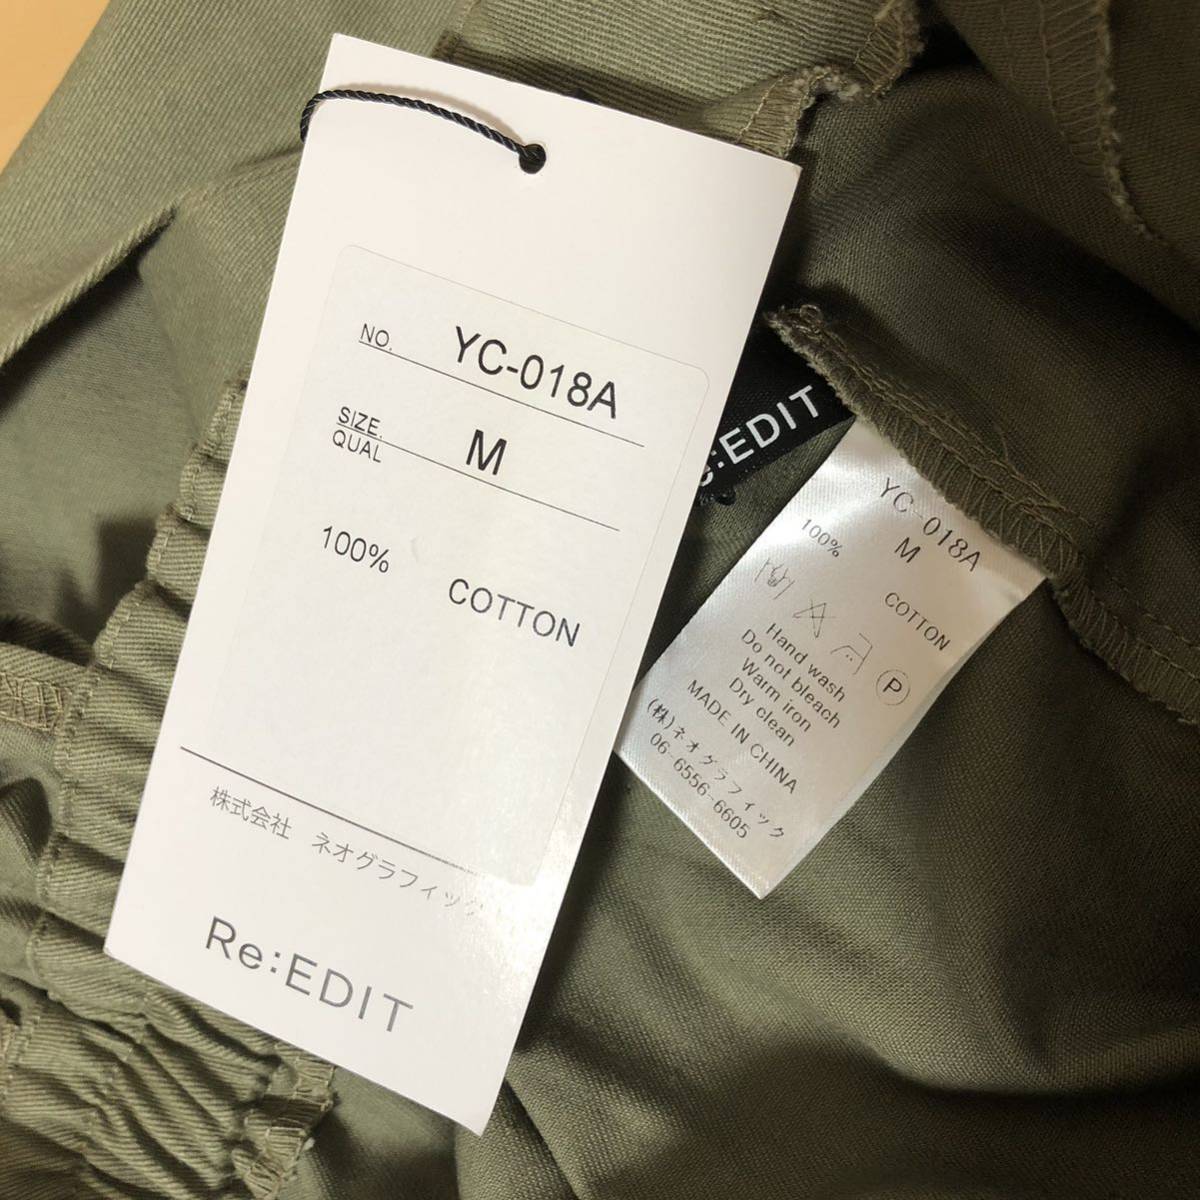 NO. YC-018A
SIZE. M
QUAL
100% COTTON
株式会社 ネオグラフィック
Re:EDIT
e:EDIT
YC-018A
M
100% COTTON
P
Hand wash
Do not bleach
Warm iron
Dry clean
MADE IN CHINA
(株)ネオグラフィック
06-6556-6605